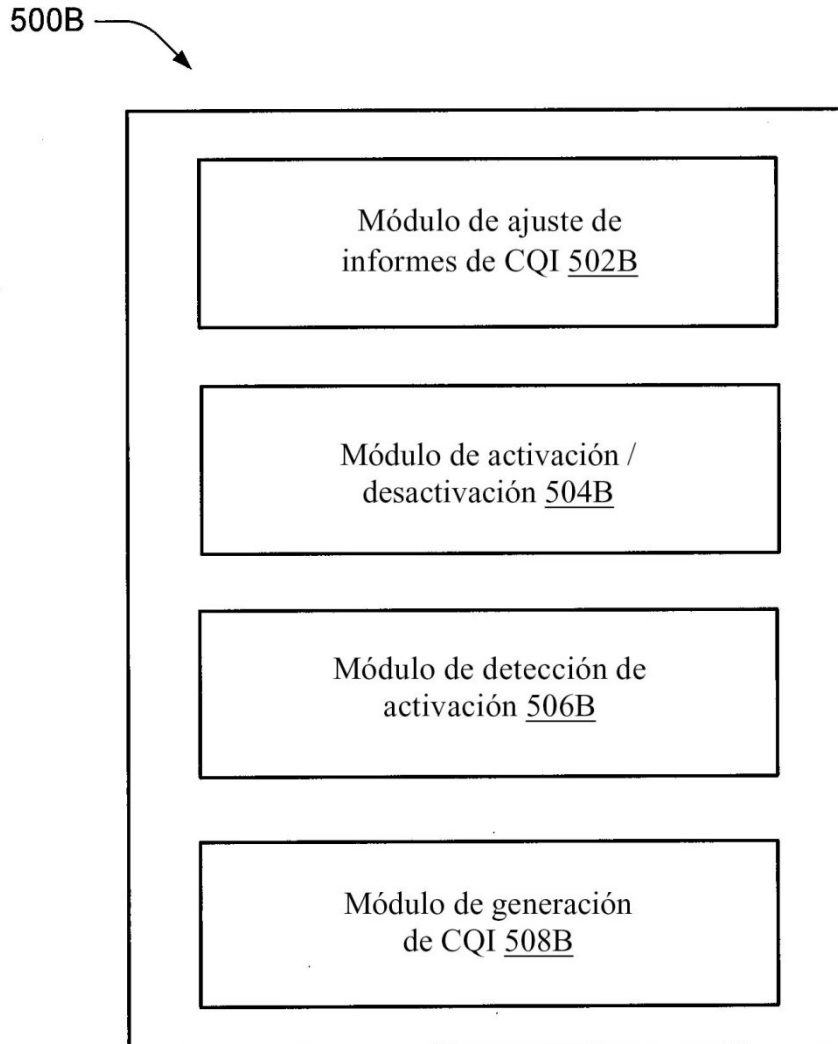 500B
Módulo de ajuste de
informes de CQI 502B
Módulo de activación /
desactivación 504B
Módulo de detección de
activación 506B
Módulo de generación
de CQI 508B